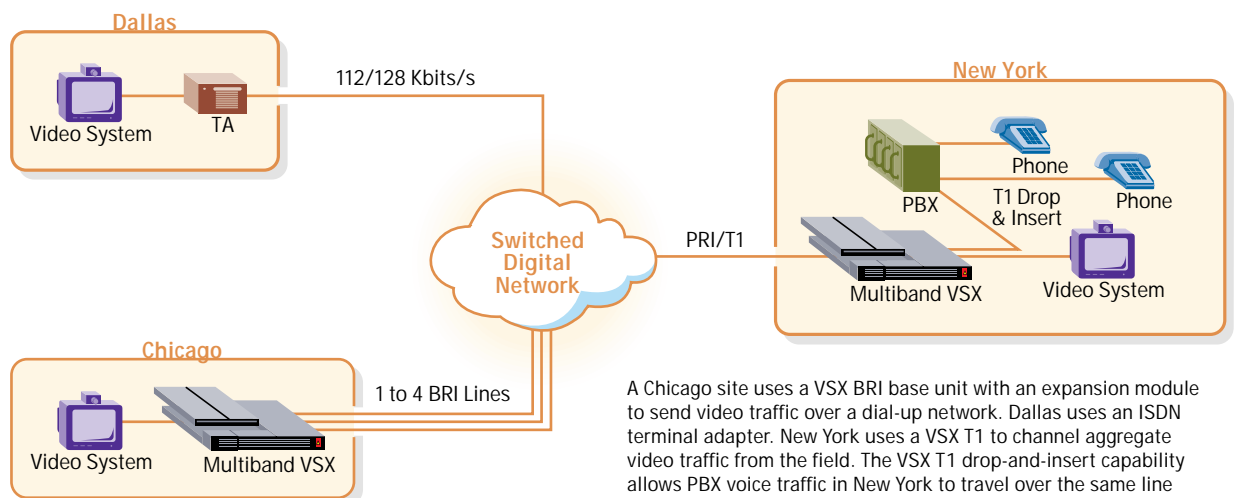 Dallas
112/128 Kbits/s
Video System
TA
New York
Phone
Phone
PBX
T1 Drop
& Insert
Switched
Digital
Network
PRI/T1
Multiband VSX
Video System
Chicago
1 to 4 BRI Lines
Video System
Multiband VSX
A Chicago site uses a VSX BRI base unit with an expansion module
to send video traffic over a dial-up network. Dallas uses an ISDN
terminal adapter. New York uses a VSX T1 to channel aggregate
video traffic from the field. The VSX T1 drop-and-insert capability
allows PBX voice traffic in New York to travel over the same line